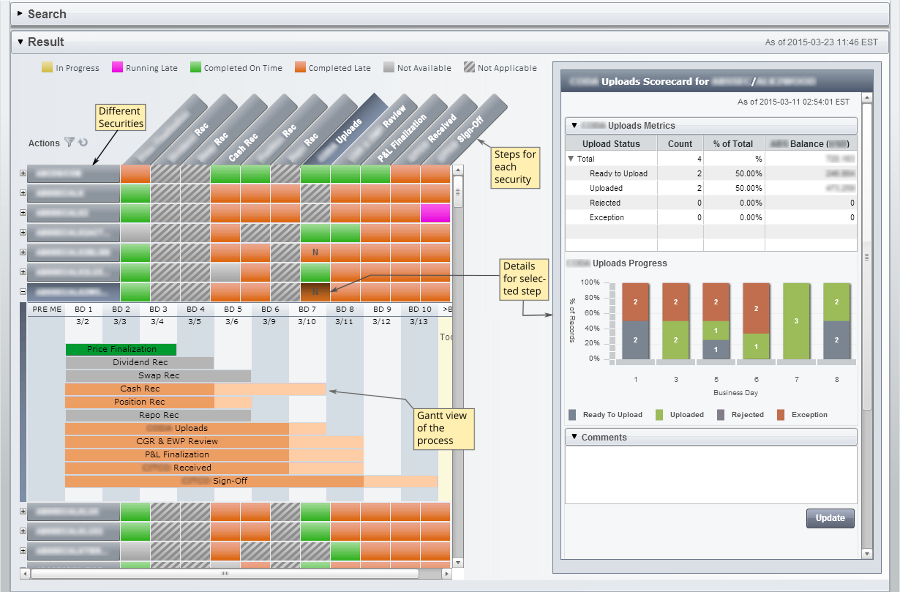 Search
Result
As of 2015-03-23 11:46 EST
In Progress
Running Late
Completed On Time
Completed Late
Not Available
Not Applicable
Different
Securities
Actions
Rec
Rec
Cash Rec
Rec
Rec
Uploads
Review
P&L Finalization
Received
Sign-Off
Steps for
each
security
N
N
Details
for selec-
ted step
PRE ME BD 1 BD 2 BD 3 BD 4 BD 5 BD 6 BD 7 BD 8 BD 9 BD 10
3/2 3/3 3/4 3/5 3/6 3/9 3/10 3/11 3/12 3/13
Price Finalization
Dividend Rec
Swap Rec
Cash Rec
Position Rec
Repo Rec
Uploads
CGR & EWP Review
P&L Finalization
Received
Sign-Off
Gantt view
of the
process
Uploads Scorecard for
As of 2015-03-11 02:54:01 EST
Uploads Metrics
Upload Status Count % of Total Balance
Total 4 %
Ready to Upload 2 50.00%
Uploaded 2 50.00%
Rejected 0 0.00% 0
Exception 0 0.00% 0
Uploads Progress
% of Records
100%
80%
60%
40%
20%
0%
2 2 2 2 2
3
1
2 2 1 2 2
1 3 5 6 7 8
Business Day
Ready To Upload Uploaded Rejected Exception
Comments
Update